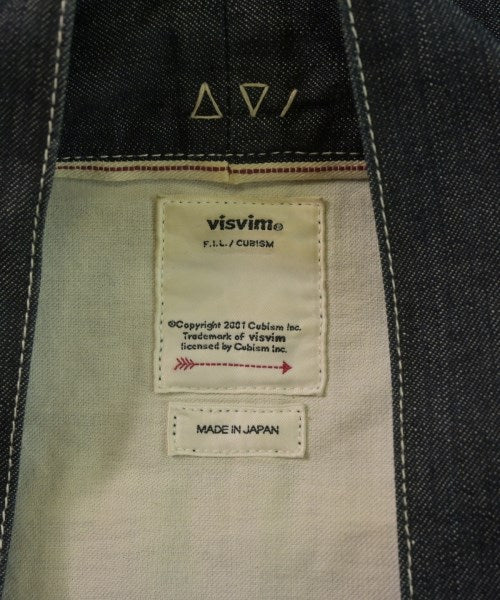 visvim®
F.I.L./ CUBISM
©Copyright 2001 Cubism Inc.
Trademark of visvim
licensed by Cubism Inc.
MADE IN JAPAN